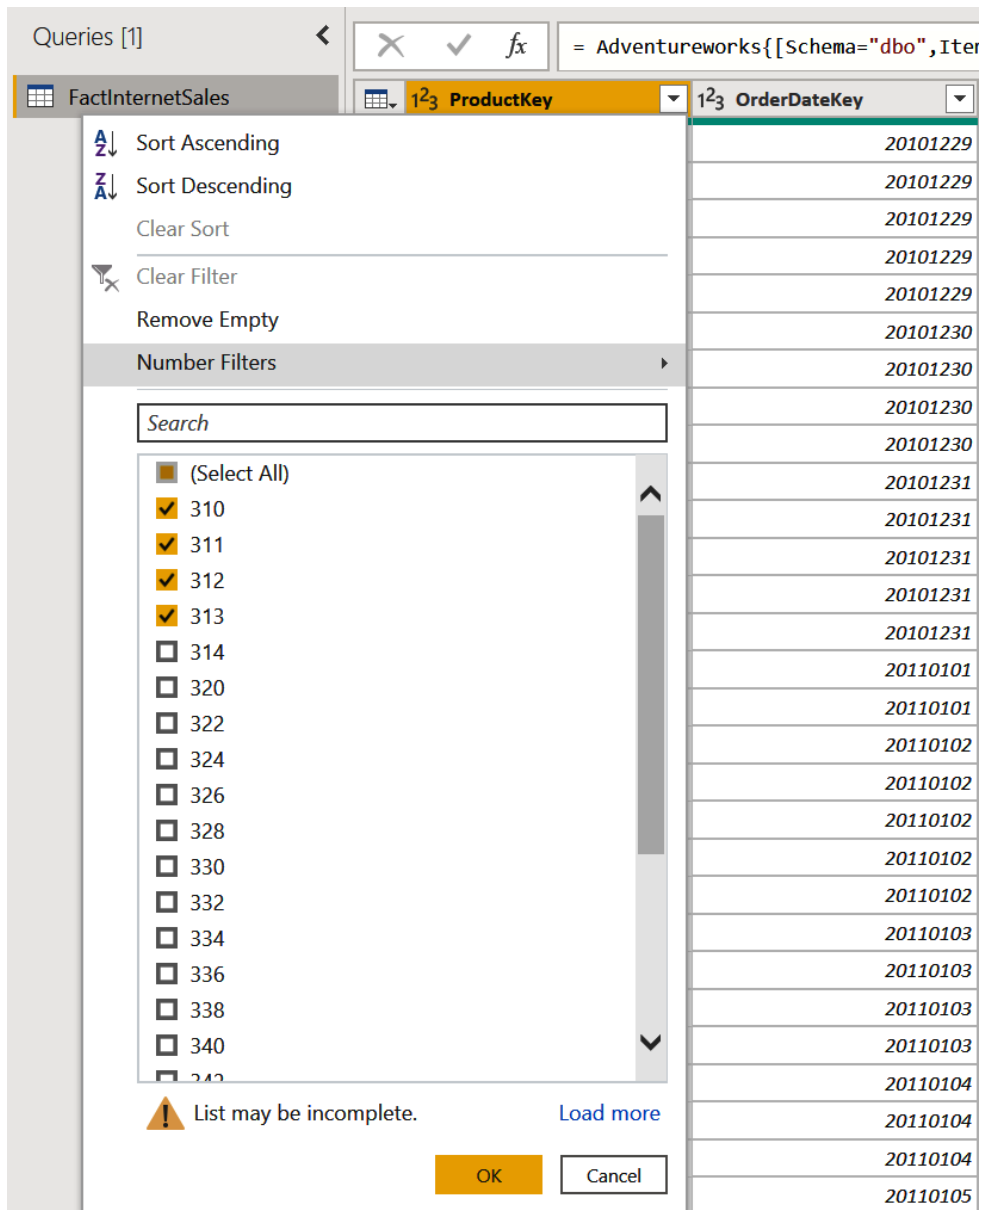 Queries [1]
fx
= Adventureworks{[Schema="dbo",Iter
FactInternetSales
1²3 ProductKey
1²3 OrderDateKey
Sort Ascending
Sort Descending
Clear Sort
Clear Filter
Remove Empty
Number Filters
Search
(Select All)
310
311
312
313
314
320
322
324
326
328
330
332
334
336
338
340
342
List may be incomplete.
Load more
OK
Cancel
20101229
20101229
20101229
20101229
20101229
20101230
20101230
20101230
20101230
20101231
20101231
20101231
20101231
20101231
20110101
20110101
20110102
20110102
20110102
20110102
20110102
20110103
20110103
20110103
20110103
20110104
20110104
20110104
20110105